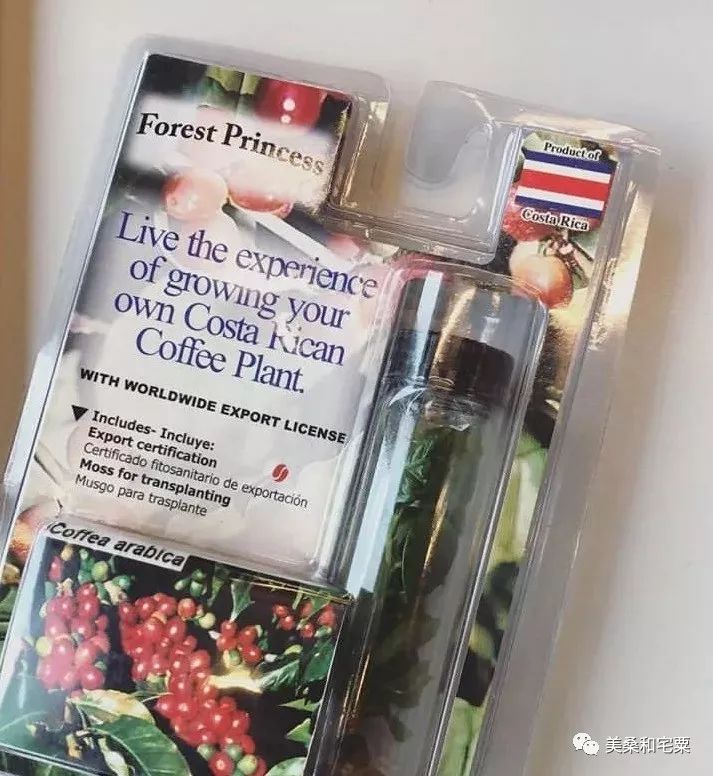 Forest Princess
Product of
Costa Rica
Live the experience
of growing your
own Costa Rican
Coffee Plant.
WITH WORLDWIDE EXPORT LICENSE
Includes- Incluye:
Export certification
Certificado fitosanitario de exportación
Moss for transplanting
Musgo para trasplante
Coffea arabica
美桑和宅粟